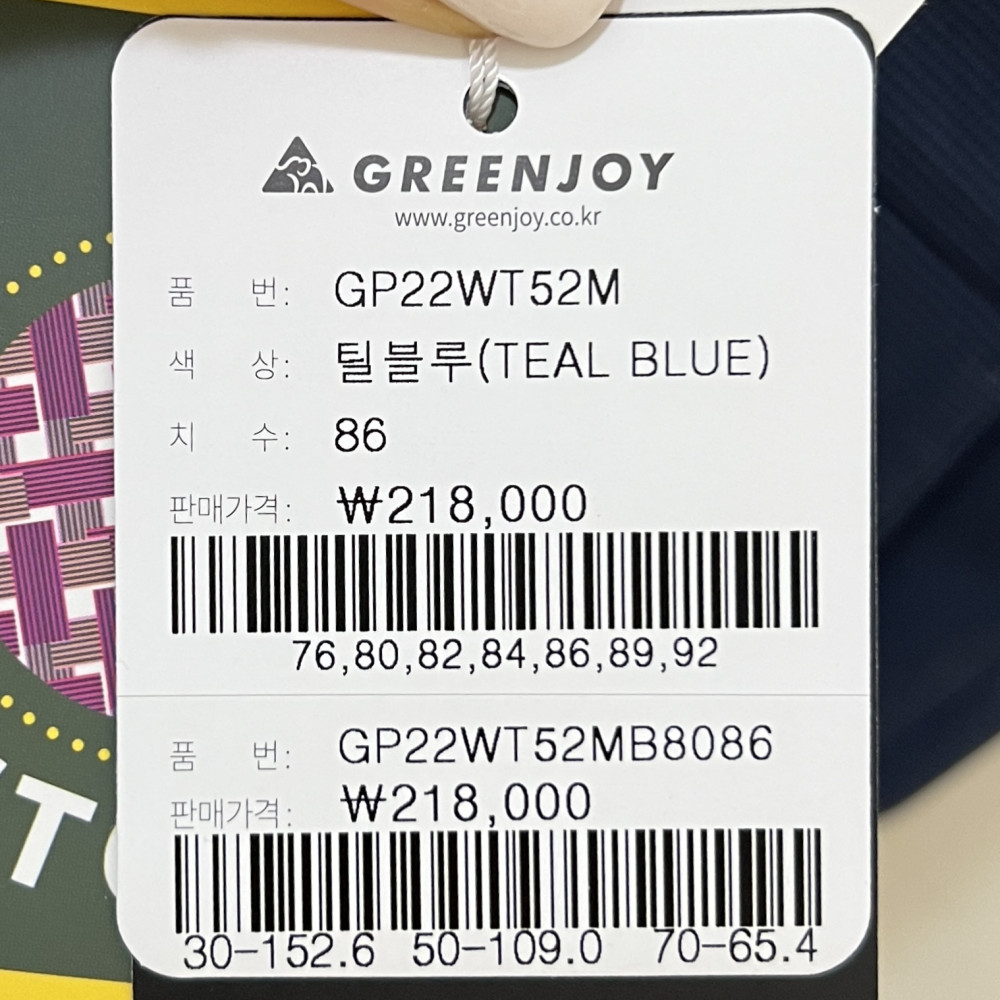 GREENJOY
www.greenjoy.co.kr
품 번: GP22WT52M
색 상: 틸블루(TEAL BLUE)
치 수: 86
판매가격: ₩218,000
76,80,82,84,86,89,92
품 번: GP22WT52MB8086
판매가격: ₩218,000
30-152.6 50-109.0 70-65.4